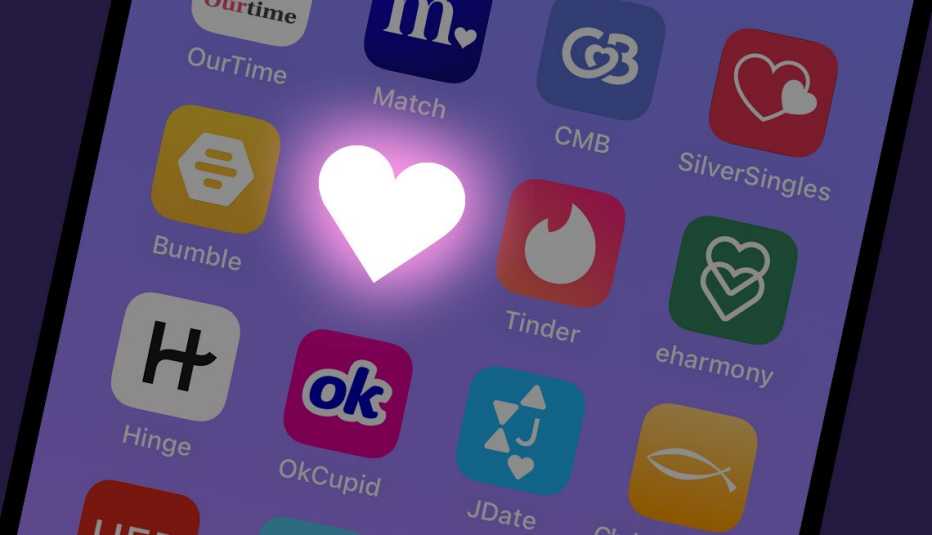 Ourtime
OurTime
m
Match
CMB
SilverSingles
Bumble
Tinder
eharmony
H
Hinge
ok
OkCupid
J
JDate